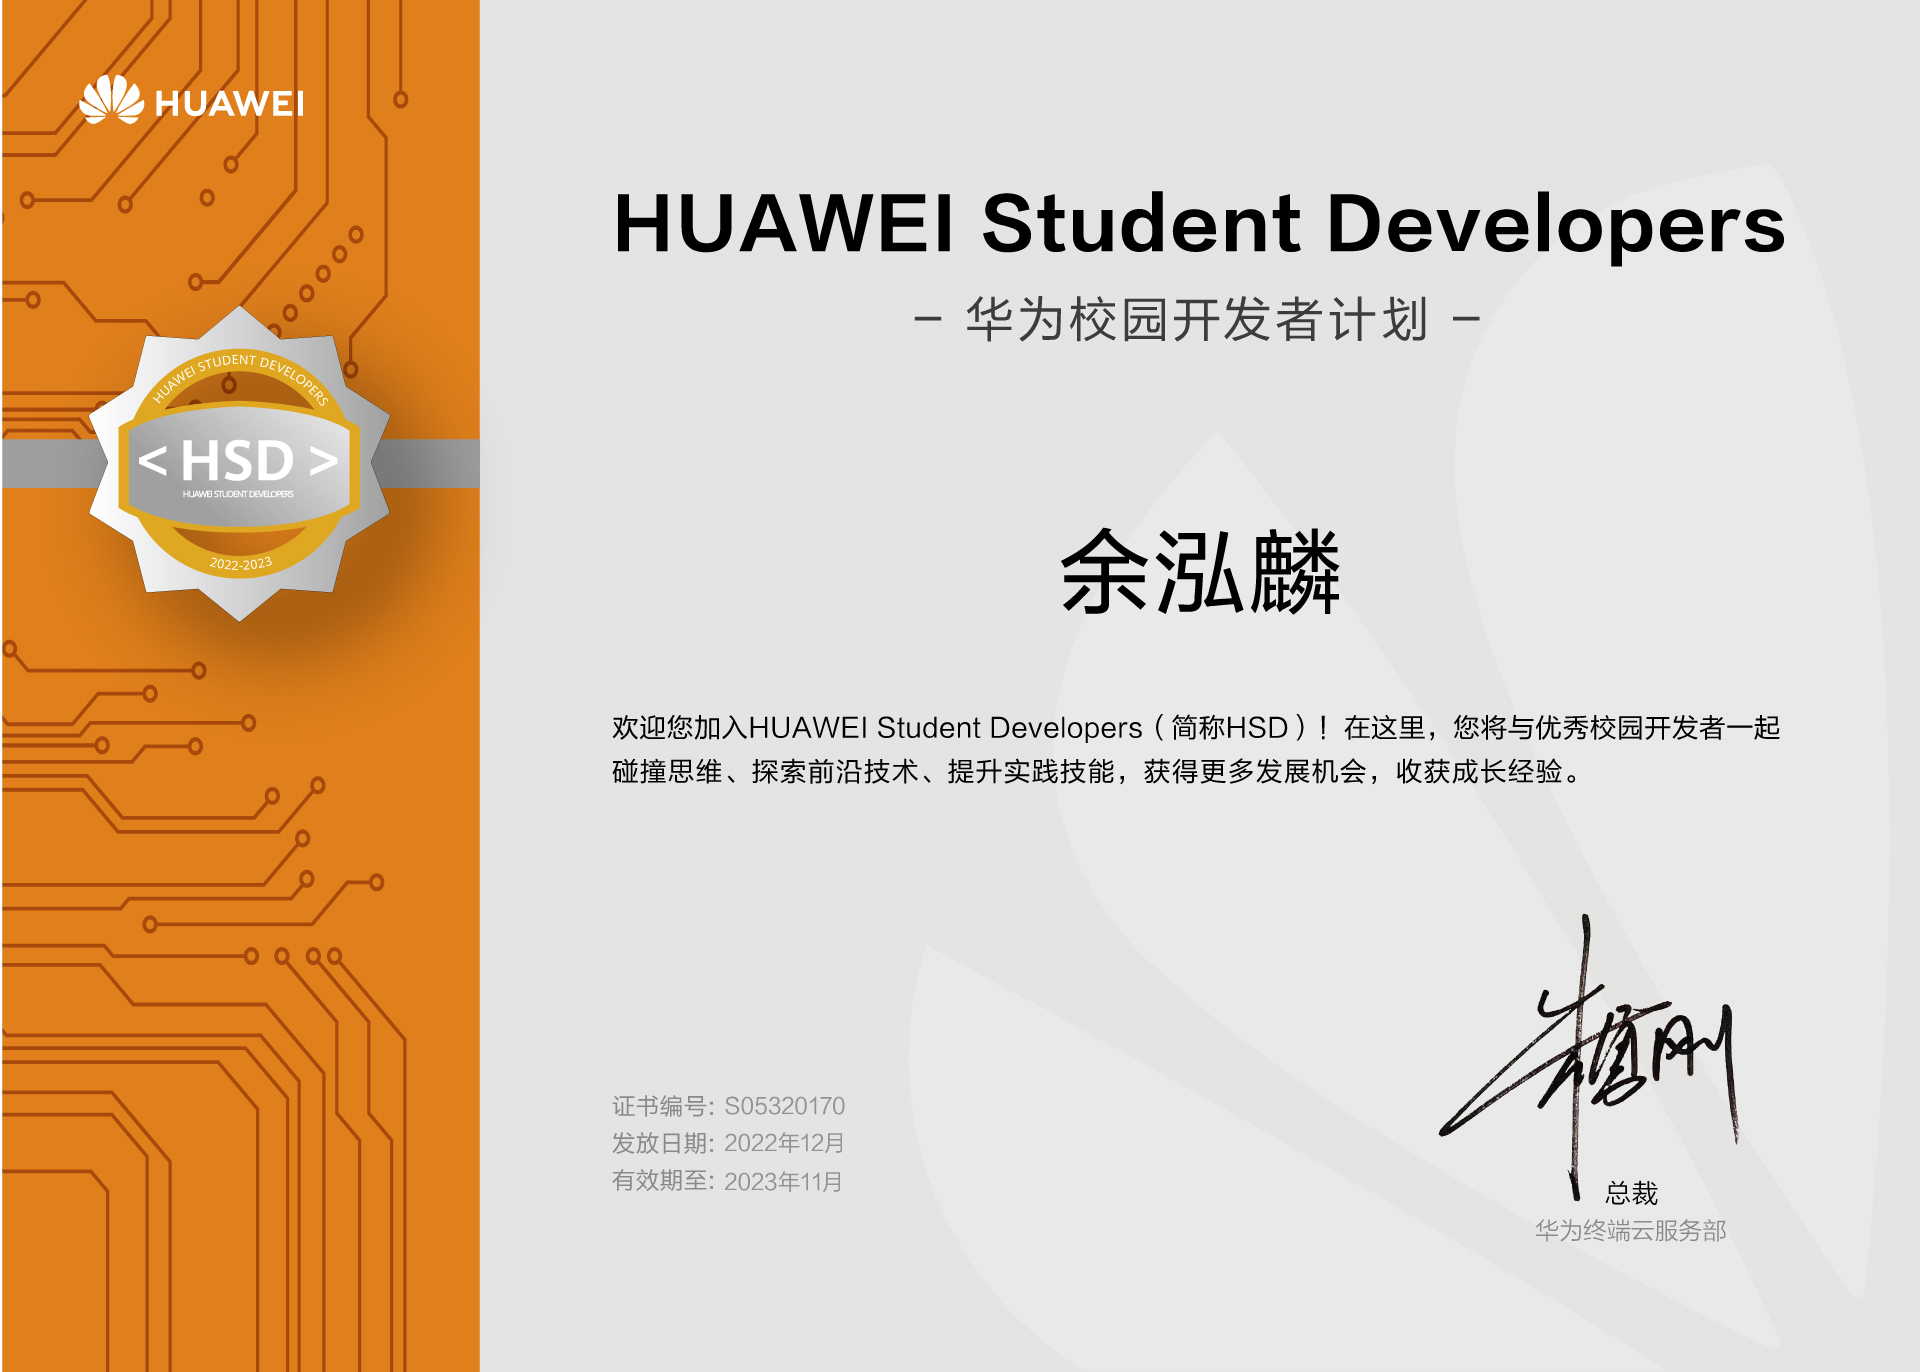 HUAWEI
HUAWEI Student Developers
– 华为校园开发者计划 –
HUAWEI STUDENT DEVELOPERS
< HSD >
HUAWEI STUDENT DEVELOPERS
2022-2023
余泓麟
欢迎您加入HUAWEI Student Developers（简称HSD）！在这里，您将与优秀校园开发者一起
碰撞思维、探索前沿技术、提升实践技能，获得更多发展机会，收获成长经验。
证书编号: S05320170
发放日期: 2022年12月
有效期至: 2023年11月
总裁
华为终端云服务部